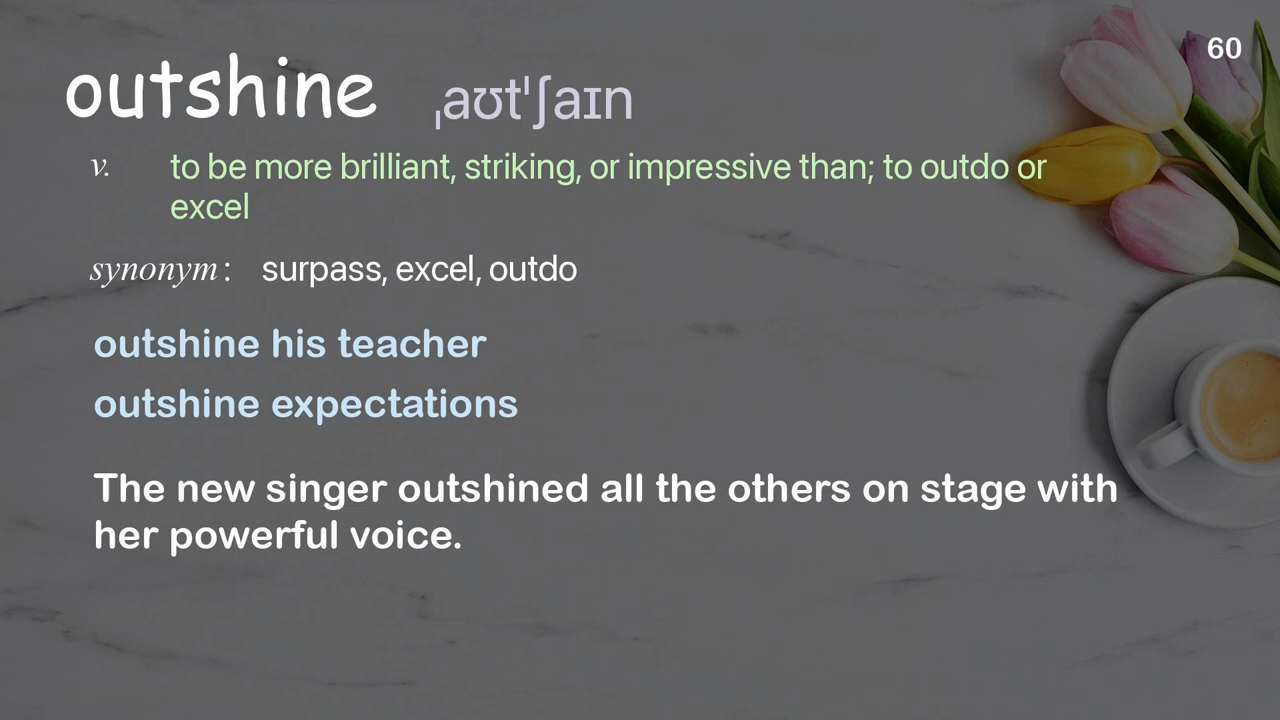 60
outshine ˌaʊtˈʃaɪn
v. to be more brilliant, striking, or impressive than; to outdo or
excel
synonym: surpass, excel, outdo
outshine his teacher
outshine expectations
The new singer outshined all the others on stage with
her powerful voice.